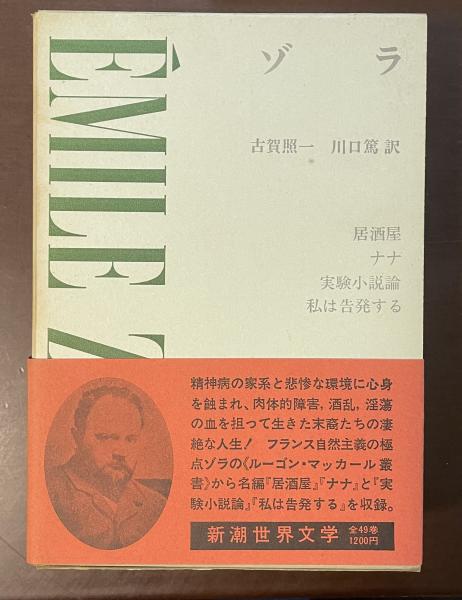 ÉMILE Z
ゾラ
古賀照一 川口篤 訳
居酒屋
ナナ
実験小説論
私は告発する
精神病の家系と悲惨な環境に心身
を蝕まれ、肉体的障害，酒乱，淫蕩
の血を担って生きた末裔たちの凄
絶な人生！ フランス自然主義の極
点ゾラの《ルーゴン・マッカール叢
書》から名編『居酒屋』『ナナ』と『実
験小説論』『私は告発する』を収録。
新潮世界文学 全49巻
1200円